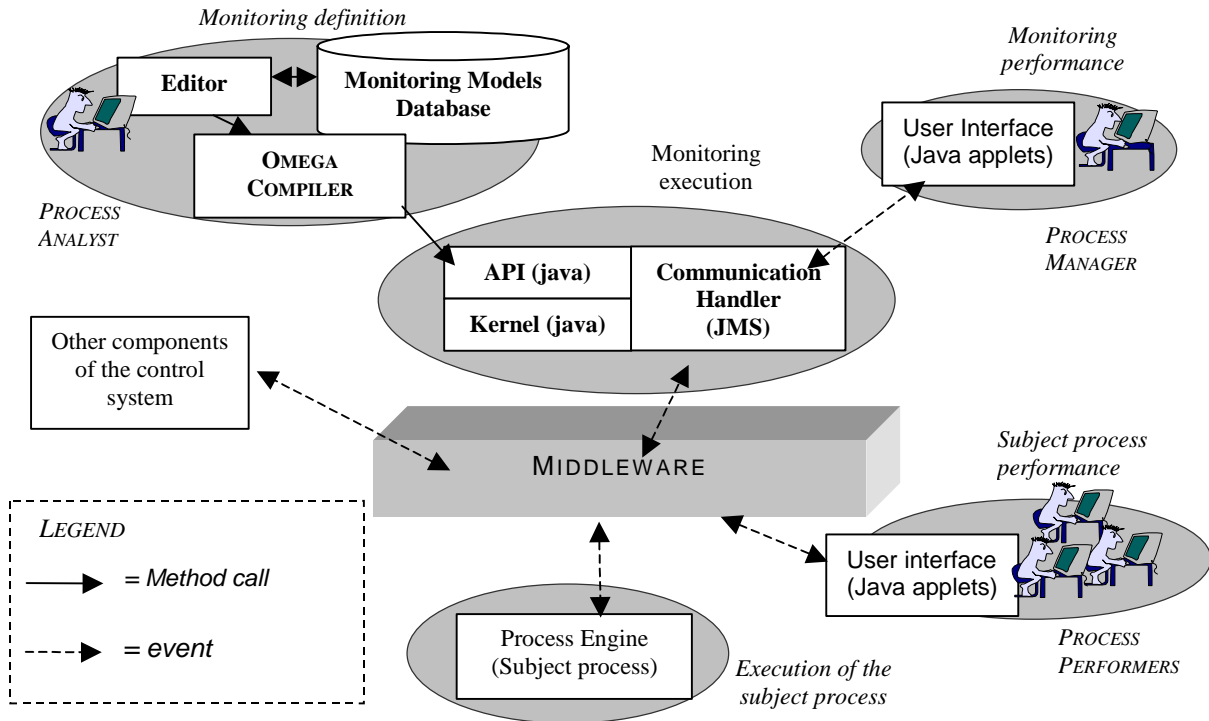 Monitoring definition
Editor
Monitoring Models
Database
OMEGA
COMPILER
PROCESS
ANALYST
Monitoring
performance
User Interface
(Java applets)
PROCESS
MANAGER
Monitoring
execution
API (java)
Kernel (java)
Communication
Handler
(JMS)
Other components
of the control
system
MIDDLEWARE
Subject process
performance
User interface
(Java applets)
PROCESS
PERFORMERS
LEGEND
= Method call
= event
Process Engine
(Subject process)
Execution of the
subject process